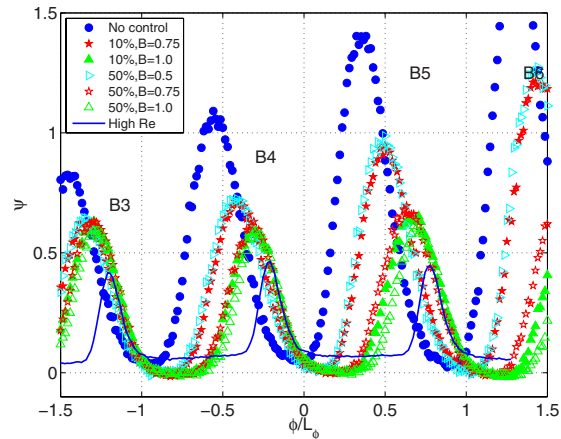 1.5
1
0.5
0
ψ
No control
10%,B=0.75
10%,B=1.0
50%,B=0.5
50%,B=0.75
50%,B=1.0
High Re
B3
B4
B5
B6
−1.5
−1
−0.5
0
0.5
1
1.5
ϕ/L_ϕ